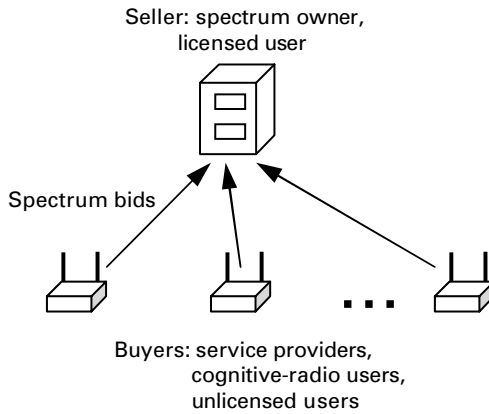 Seller: spectrum owner,
licensed user
Spectrum bids
Buyers: service providers,
cognitive-radio users,
unlicensed users